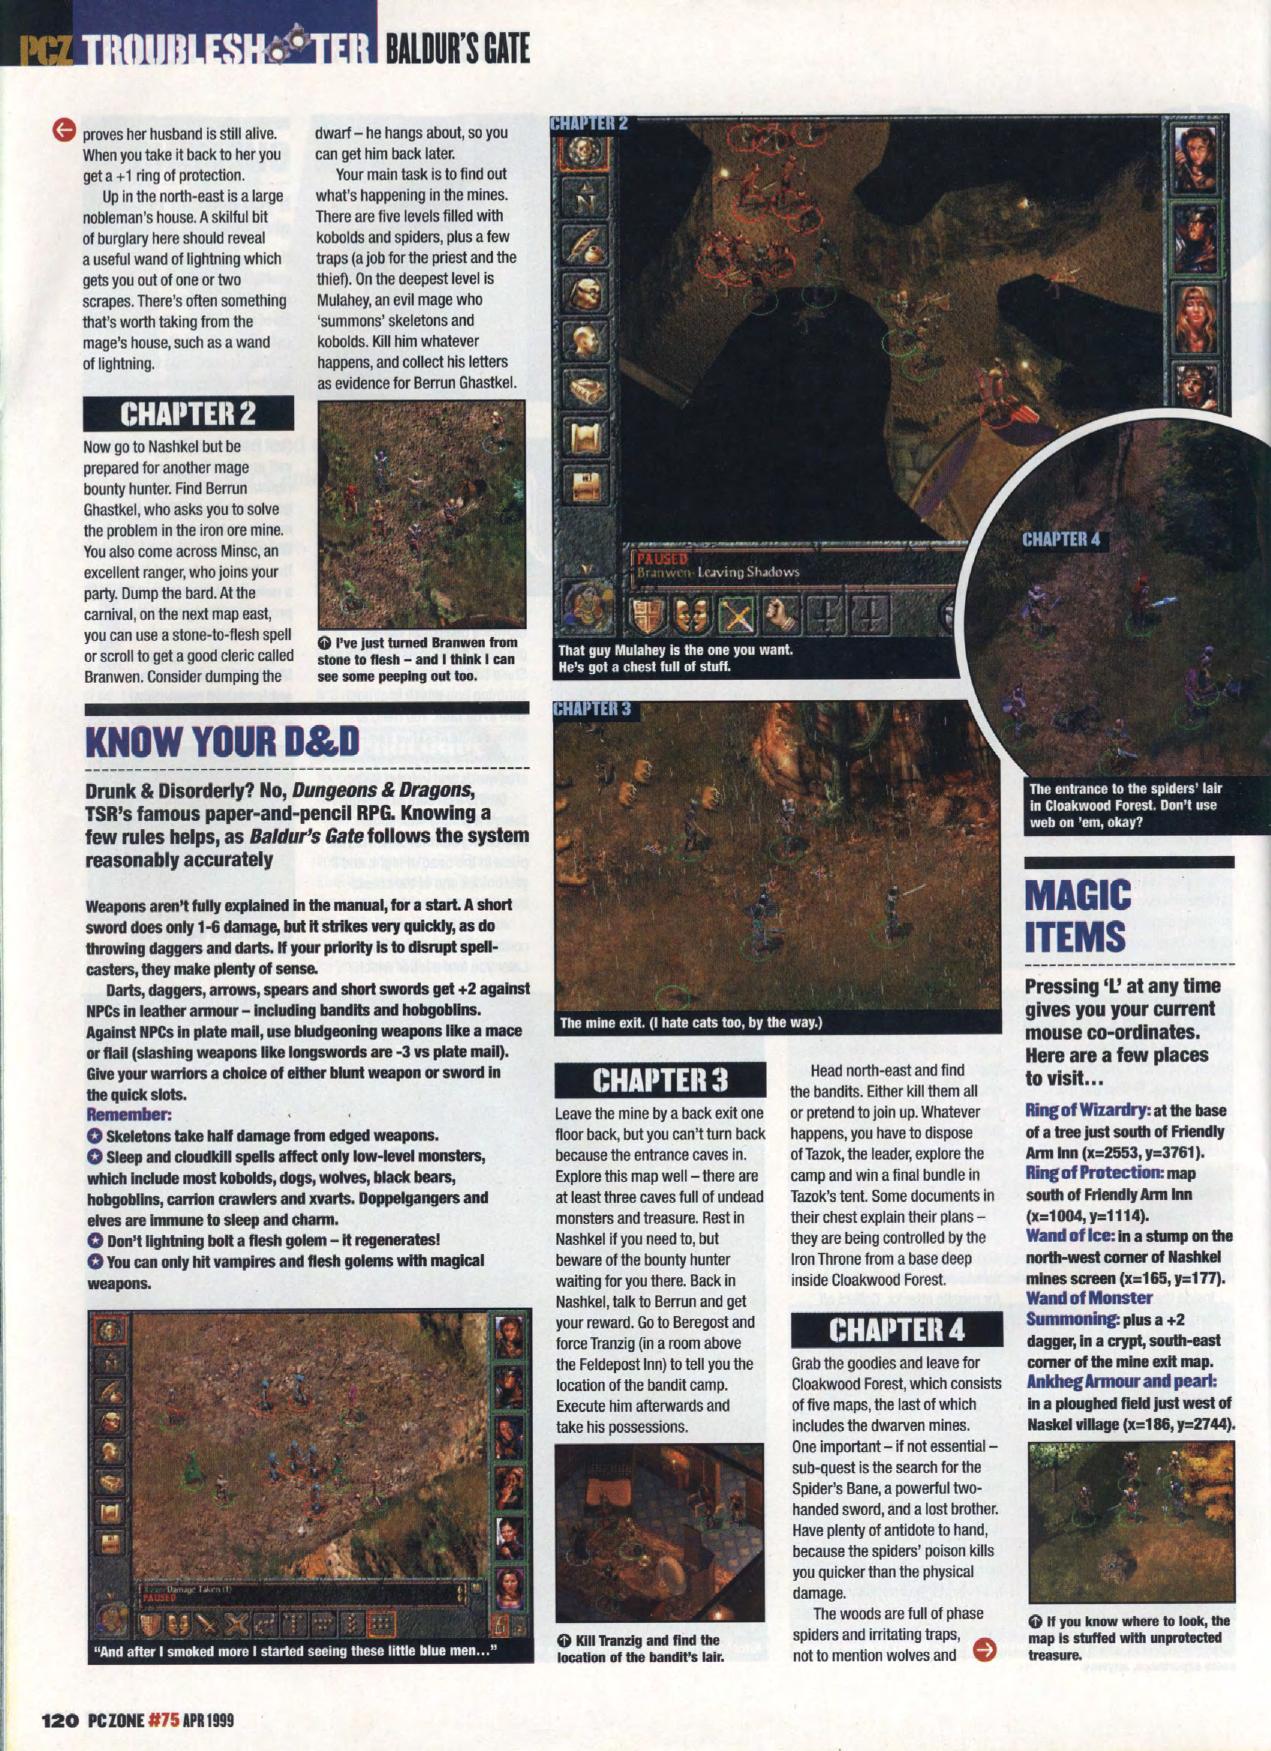 PCZ TROUBLESHOOTER BALDUR'S GATE
proves her husband is still alive.
When you take it back to her you
get a +1 ring of protection.
Up in the north-east is a large
nobleman's house. A skilful bit
of burglary here should reveal
a useful wand of lightning which
gets you out of one or two
scrapes. There's often something
that's worth taking from the
mage's house, such as a wand
of lightning.
CHAPTER 2
Now go to Nashkel but be
prepared for another mage
bounty hunter. Find Berrun
Ghastkel, who asks you to solve
the problem in the iron ore mine.
You also come across Minsc, an
excellent ranger, who joins your
party. Dump the bard. At the
carnival, on the next map east,
you can use a stone-to-flesh spell
or scroll to get a good cleric called
Branwen. Consider dumping the
dwarf – he hangs about, so you
can get him back later.
Your main task is to find out
what's happening in the mines.
There are five levels filled with
kobolds and spiders, plus a few
traps (a job for the priest and the
thief). On the deepest level is
Mulahey, an evil mage who
'summons' skeletons and
kobolds. Kill him whatever
happens, and collect his letters
as evidence for Berrun Ghastkel.
I've just turned Branwen from
stone to flesh – and I think I can
see some peeping out too.
CHAPTER 2
N
PAUSED
Branwen- Leaving Shadows
That guy Mulahey is the one you want.
He's got a chest full of stuff.
CHAPTER 4
The entrance to the spiders' lair
in Cloakwood Forest. Don't use
web on 'em, okay?
CHAPTER 3
The mine exit. (I hate cats too, by the way.)
KNOW YOUR D&D
Drunk & Disorderly? No, Dungeons & Dragons,
TSR's famous paper-and-pencil RPG. Knowing a
few rules helps, as Baldur's Gate follows the system
reasonably accurately
Weapons aren't fully explained in the manual, for a start. A short
sword does only 1-6 damage, but it strikes very quickly, as do
throwing daggers and darts. If your priority is to disrupt spell-
casters, they make plenty of sense.
Darts, daggers, arrows, spears and short swords get +2 against
NPCs in leather armour – including bandits and hobgoblins.
Against NPCs in plate mail, use bludgeoning weapons like a mace
or flail (slashing weapons like longswords are -3 vs plate mail).
Give your warriors a choice of either blunt weapon or sword in
the quick slots.
Remember:
Skeletons take half damage from edged weapons.
Sleep and cloudkill spells affect only low-level monsters,
which include most kobolds, dogs, wolves, black bears,
hobgoblins, carrion crawlers and xvarts. Doppelgangers and
elves are immune to sleep and charm.
Don't lightning bolt a flesh golem – it regenerates!
You can only hit vampires and flesh golems with magical
weapons.
Damage Taken (1)
PAUSED
"And after I smoked more I started seeing these little blue men..."
CHAPTER 3
Leave the mine by a back exit one
floor back, but you can't turn back
because the entrance caves in.
Explore this map well – there are
at least three caves full of undead
monsters and treasure. Rest in
Nashkel if you need to, but
beware of the bounty hunter
waiting for you there. Back in
Nashkel, talk to Berrun and get
your reward. Go to Beregost and
force Tranzig (in a room above
the Feldepost Inn) to tell you the
location of the bandit camp.
Execute him afterwards and
take his possessions.
Kill Tranzig and find the
location of the bandit's lair.
Head north-east and find
the bandits. Either kill them all
or pretend to join up. Whatever
happens, you have to dispose
of Tazok, the leader, explore the
camp and win a final bundle in
Tazok's tent. Some documents in
their chest explain their plans –
they are being controlled by the
Iron Throne from a base deep
inside Cloakwood Forest.
CHAPTER 4
Grab the goodies and leave for
Cloakwood Forest, which consists
of five maps, the last of which
includes the dwarven mines.
One important – if not essential –
sub-quest is the search for the
Spider's Bane, a powerful two-
handed sword, and a lost brother.
Have plenty of antidote to hand,
because the spiders' poison kills
you quicker than the physical
damage.
The woods are full of phase
spiders and irritating traps,
not to mention wolves and
MAGIC
ITEMS
Pressing 'L' at any time
gives you your current
mouse co-ordinates.
Here are a few places
to visit...
Ring of Wizardry: at the base
of a tree just south of Friendly
Arm Inn (x=2553, y=3761).
Ring of Protection: map
south of Friendly Arm Inn
(x=1004, y=1114).
Wand of Ice: in a stump on the
north-west corner of Nashkel
mines screen (x=165, y=177).
Wand of Monster
Summoning: plus a +2
dagger, in a crypt, south-east
corner of the mine exit map.
Ankheg Armour and pearl:
In a ploughed field just west of
Naskel village (x=186, y=2744).
If you know where to look, the
map is stuffed with unprotected
treasure.
120 PC ZONE #75 APR 1999